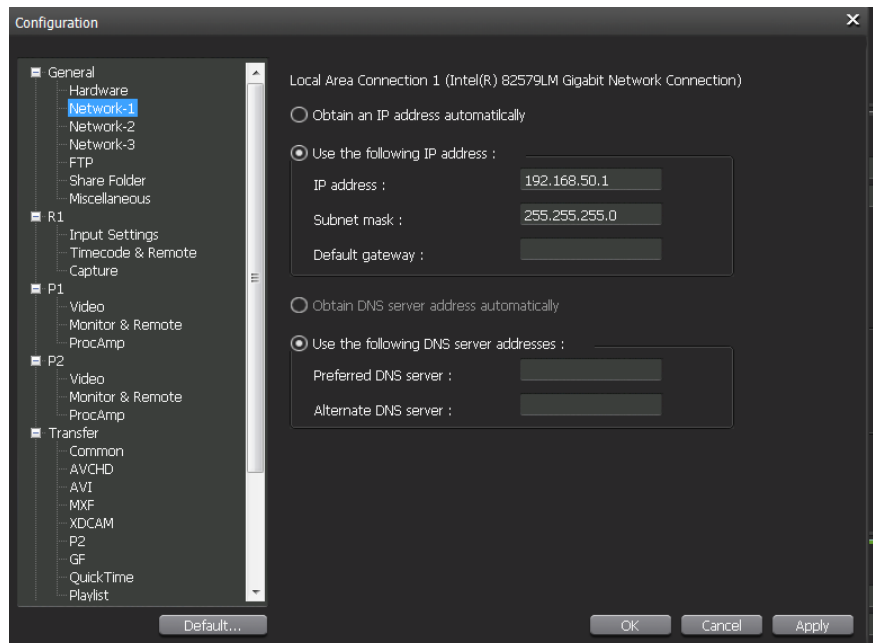 Configuration
General
Hardware
Network-1
Network-2
Network-3
FTP
Share Folder
Miscellaneous
R1
Input Settings
Timecode & Remote
Capture
P1
Video
Monitor & Remote
ProcAmp
P2
Video
Monitor & Remote
ProcAmp
Transfer
Common
AVCHD
AVI
MXF
XDCAM
P2
GF
QuickTime
Playlist
Default...
Local Area Connection 1 (Intel(R) 82579LM Gigabit Network Connection)
Obtain an IP address automatilcally
Use the following IP address :
IP address : 192.168.50.1
Subnet mask : 255.255.255.0
Default gateway :
Obtain DNS server address automatically
Use the following DNS server addresses :
Preferred DNS server :
Alternate DNS server :
OK Cancel Apply